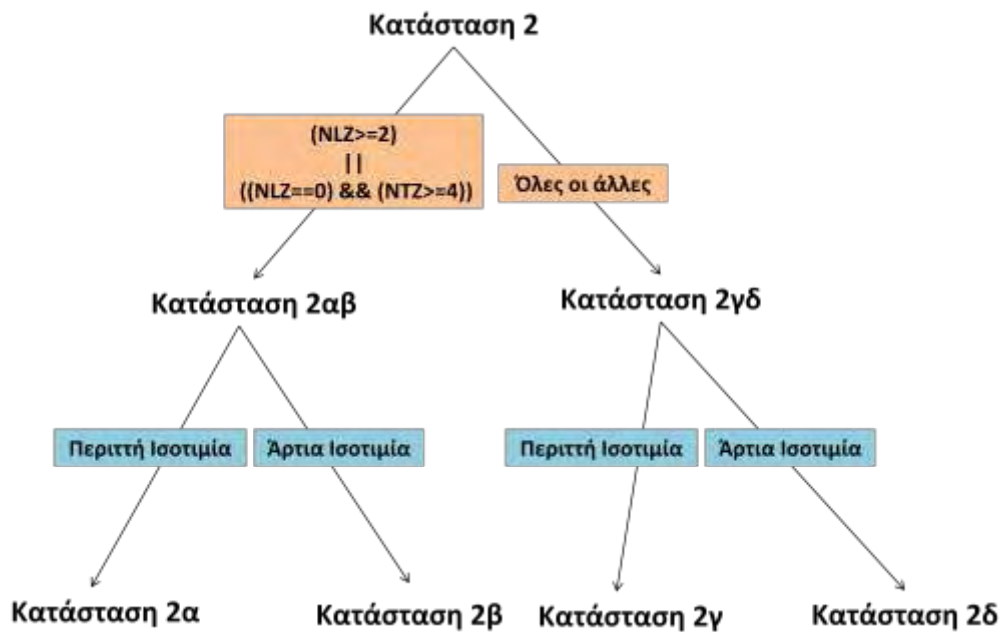 Κατάσταση 2
(NLZ>=2)
||
((NLZ==0) && (NTZ>=4))
Όλες οι άλλες
Κατάσταση 2αβ
Κατάσταση 2γδ
Περιττή Ισοτιμία
Άρτια Ισοτιμία
Περιττή Ισοτιμία
Άρτια Ισοτιμία
Κατάσταση 2α
Κατάσταση 2β
Κατάσταση 2γ
Κατάσταση 2δ